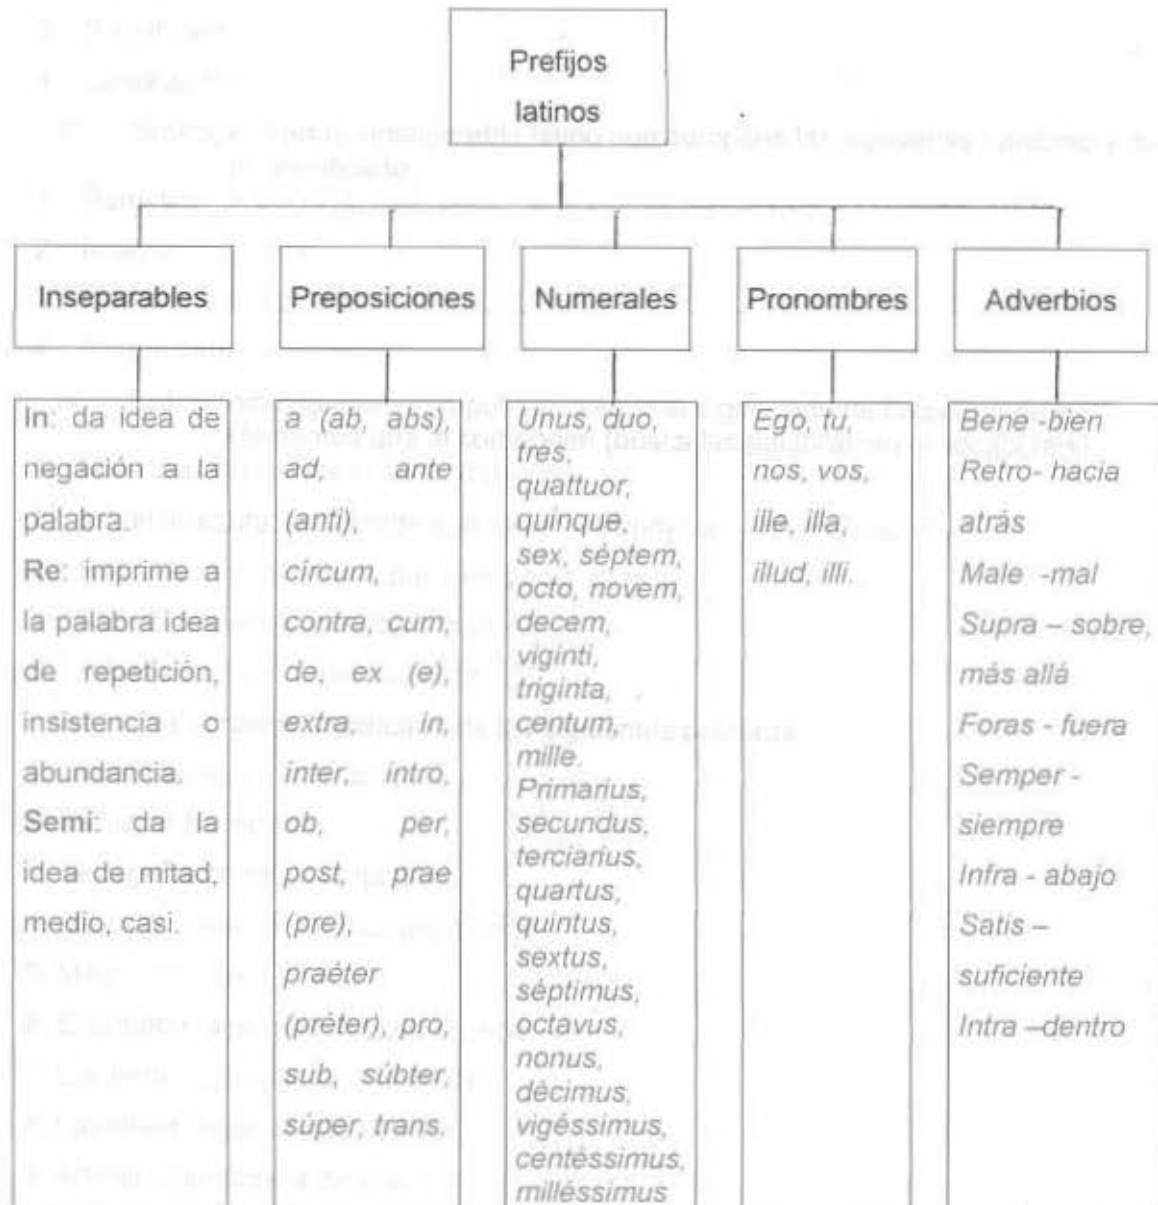 Prefijos
latinos
Inseparables
Preposiciones
Numerales
Pronombres
Adverbios
In: da idea de
negación a la
palabra.
Re: imprime a
la palabra idea
de repetición,
insistencia o
abundancia.
Semi: da la
idea de mitad,
medio, casi.
a (ab, abs),
ad, ante
(anti),
círcum,
contra, cum,
de, ex (e),
extra, in,
inter, intro,
ob, per,
post, prae
(pre),
praéter
(préter), pro,
sub, súbter,
súper, trans.
Unus, duo,
tres,
quattuor,
quínque,
sex, séptem,
octo, novem,
decem,
viginti,
triginta,
centum,
mille.
Primarius,
secundus,
terciarius,
quartus,
quintus,
sextus,
séptimus,
octavus,
nonus,
décimus,
vigéssimus,
centéssimus,
milléssimus
Ego, tu,
nos, vos,
ille, illa,
illud, illi.
Bene -bien
Retro- hacia
atrás
Male -mal
Supra – sobre,
más allá
Foras - fuera
Semper -
siempre
Infra - abajo
Satis –
suficiente
Intra –dentro